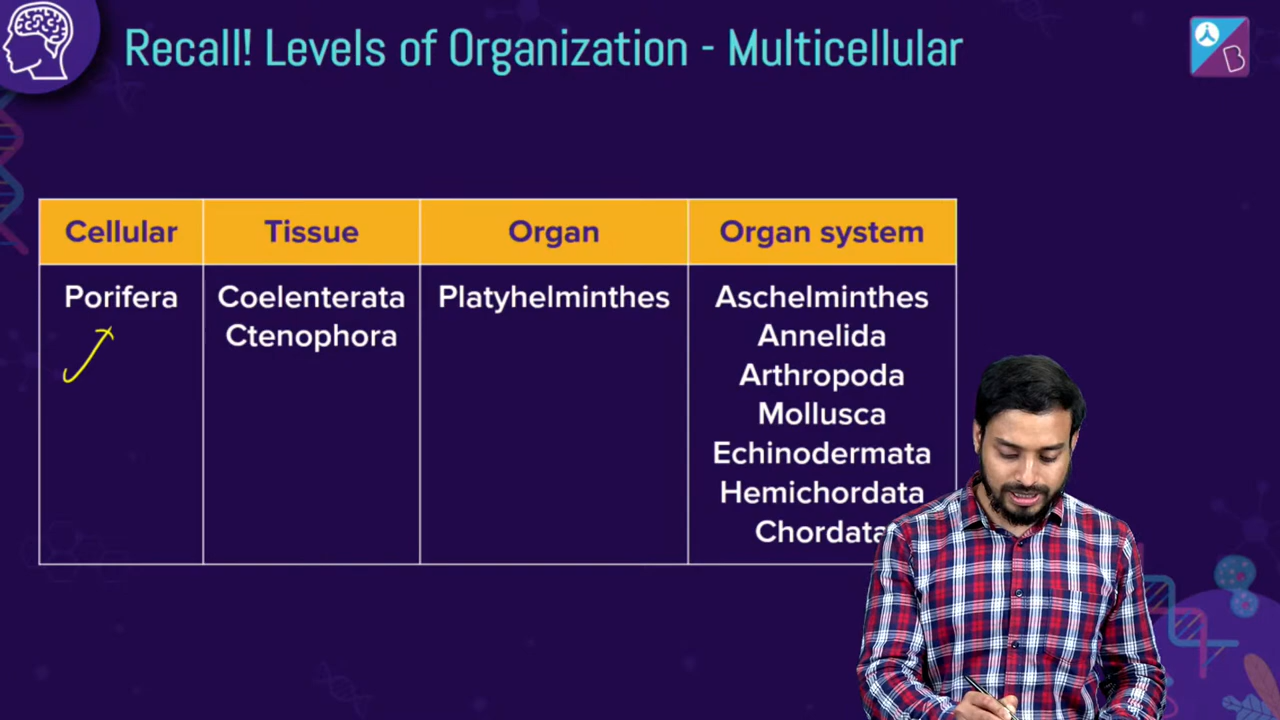 Recall! Levels of Organization - Multicellular
B
Cellular Tissue Organ Organ system
Porifera Coelenterata Platyhelminthes Aschelminthes
Ctenophora Annelida
Arthropoda
Mollusca
Echinodermata
Hemichordata
Chordata